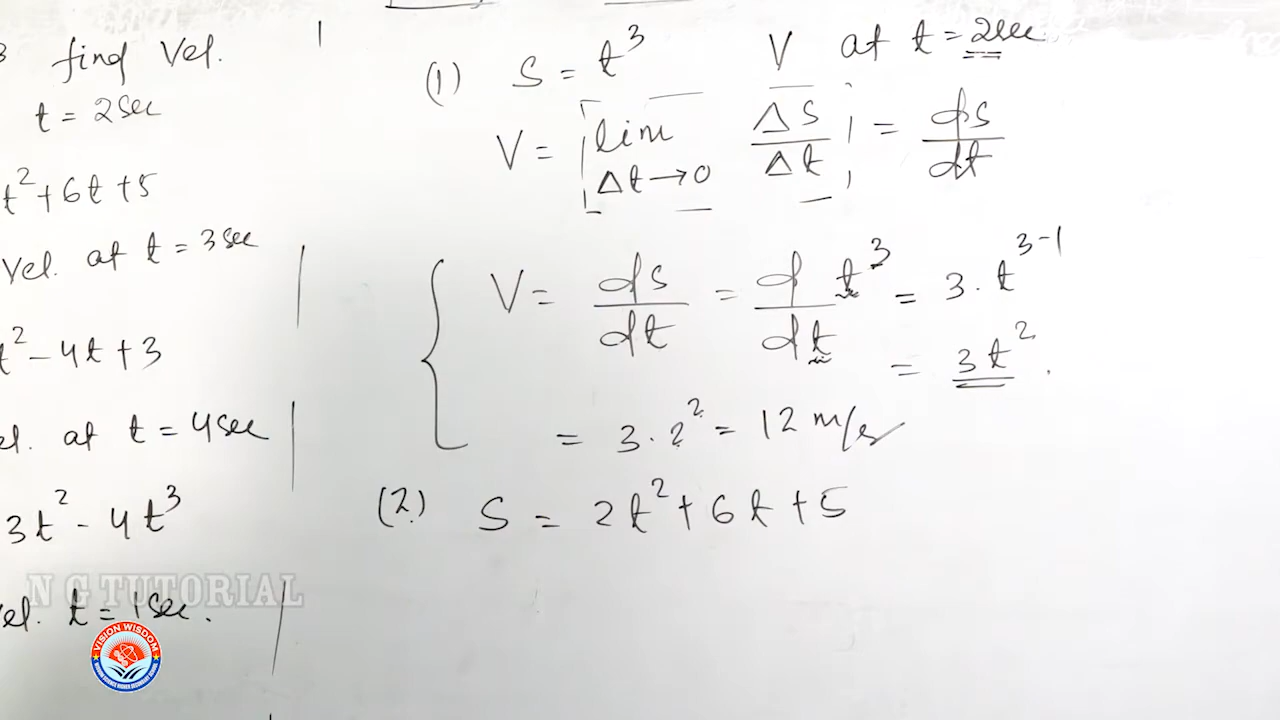 3 find Vel.
t = 2sec
t²+6t+5
Vel. at t = 3sec
t²-4t+3
el. at t = 4sec
3t²-4t³
el. t = 1sec.
(1) S = t³ V at t = 2sec
V = lim Δt→0 ΔS/Δt = ds/dt
V = ds/dt = d/dt t³ = 3.t³⁻¹
= 3t².
= 3.2² = 12 m/s
(2) S = 2t²+6t+5
N G TUTORIAL
VISION WISDOM